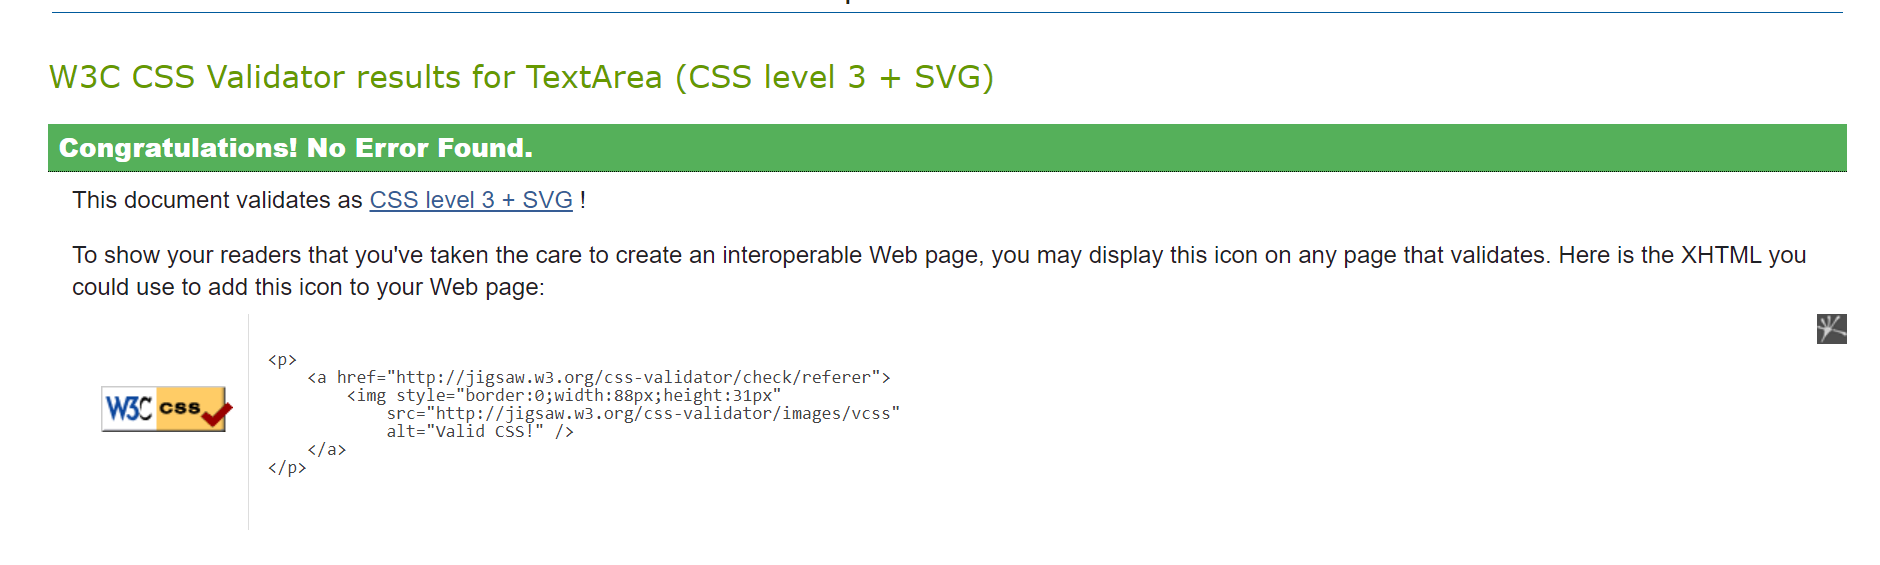 W3C CSS Validator results for TextArea (CSS level 3 + SVG)
Congratulations! No Error Found.
This document validates as CSS level 3 + SVG !
To show your readers that you've taken the care to create an interoperable Web page, you may display this icon on any page that validates. Here is the XHTML you
could use to add this icon to your Web page:
<p>
    <a href="http://jigsaw.w3.org/css-validator/check/referer">
        <img style="border:0;width:88px;height:31px"
            src="http://jigsaw.w3.org/css-validator/images/vcss"
            alt="Valid CSS!" />
    </a>
</p>
W3C css